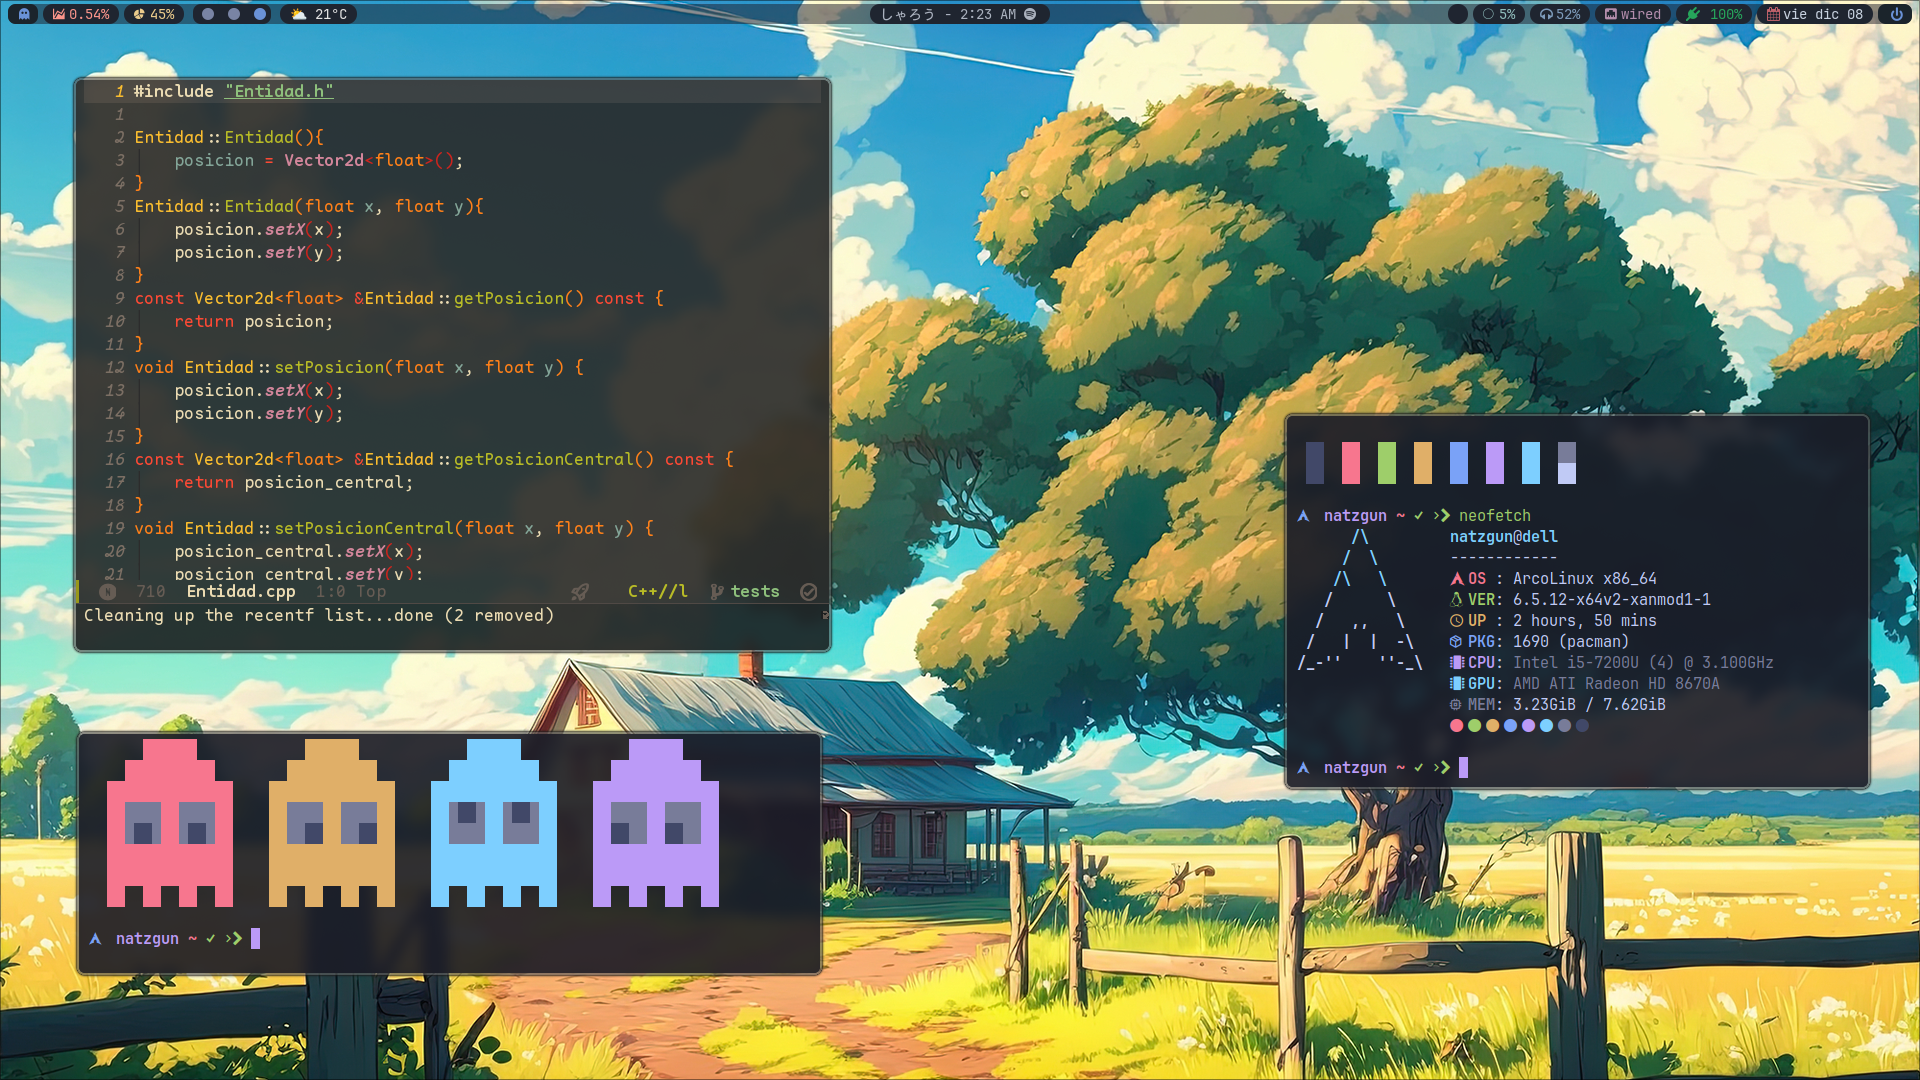 0.54% 45% 21°C しゃろう - 2:23 AM 5% 52% wired 100% vie dic 08
1 #include "Entidad.h"
1
2 Entidad::Entidad(){
3 posicion = Vector2d<float>();
4 }
5 Entidad::Entidad(float x, float y){
6 posicion.setX(x);
7 posicion.setY(y);
8 }
9 const Vector2d<float> &Entidad::getPosicion() const {
10 return posicion;
11 }
12 void Entidad::setPosicion(float x, float y) {
13 posicion.setX(x);
14 posicion.setY(y);
15 }
16 const Vector2d<float> &Entidad::getPosicionCentral() const {
17 return posicion_central;
18 }
19 void Entidad::setPosicionCentral(float x, float y) {
20 posicion_central.setX(x);
21 posicion_central.setY(y);
N 710 Entidad.cpp 1:0 Top C++//l tests
Cleaning up the recentf list...done (2 removed)
natzgun ~ ✓
natzgun ~ ✓ neofetch
natzgun@dell
------------
OS : ArcoLinux x86_64
VER: 6.5.12-x64v2-xanmod1-1
UP : 2 hours, 50 mins
PKG: 1690 (pacman)
CPU: Intel i5-7200U (4) @ 3.100GHz
GPU: AMD ATI Radeon HD 8670A
MEM: 3.23GiB / 7.62GiB
natzgun ~ ✓